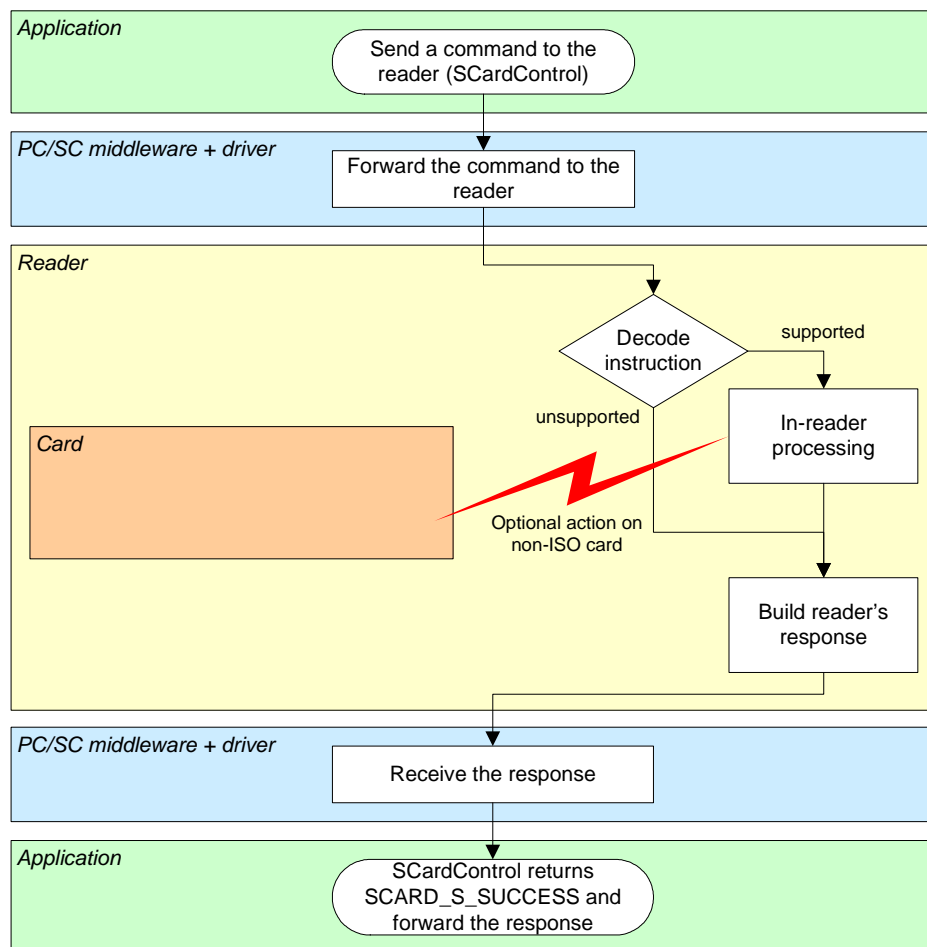 Application
Send a command to the
reader (SCardControl)
PC/SC middleware + driver
Forward the command to the
reader
Reader
Decode
instruction
supported
unsupported
In-reader
processing
Card
Optional action on
non-ISO card
Build reader's
response
PC/SC middleware + driver
Receive the response
Application
SCardControl returns
SCARD_S_SUCCESS and
forward the response